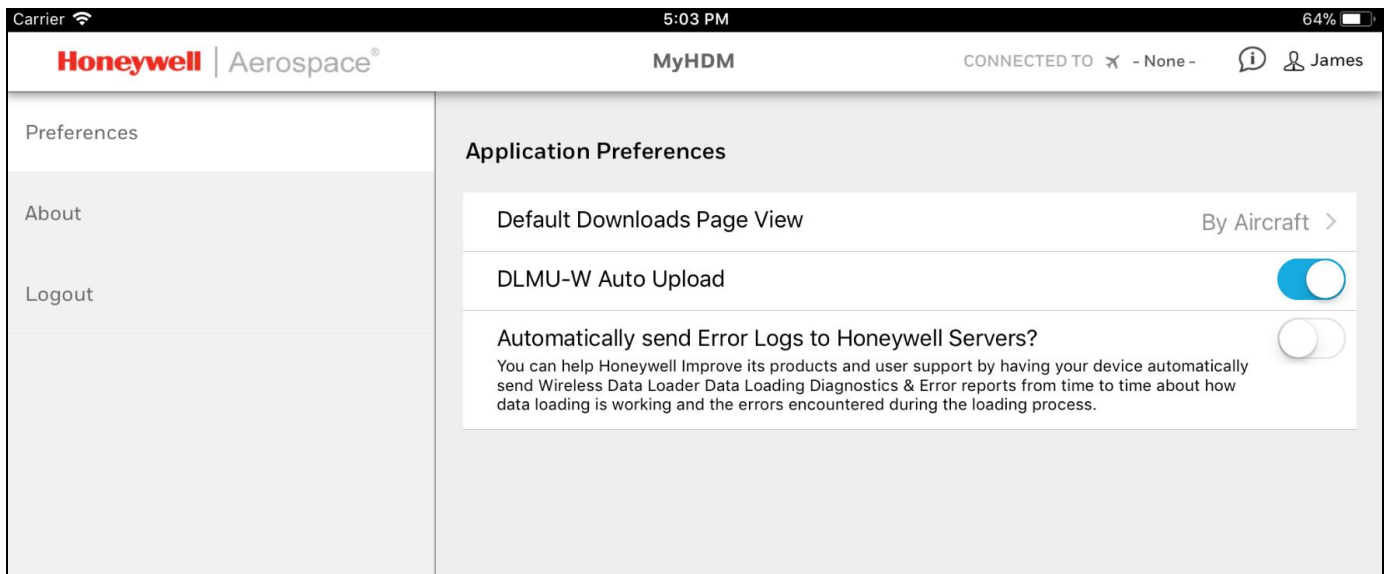 Carrier 5:03 PM 64%
Honeywell | Aerospace® MyHDM CONNECTED TO - None - James
Preferences
Application Preferences
Default Downloads Page View By Aircraft >
About
DLMU-W Auto Upload
Logout
Automatically send Error Logs to Honeywell Servers?
You can help Honeywell Improve its products and user support by having your device automatically
send Wireless Data Loader Data Loading Diagnostics & Error reports from time to time about how
data loading is working and the errors encountered during the loading process.